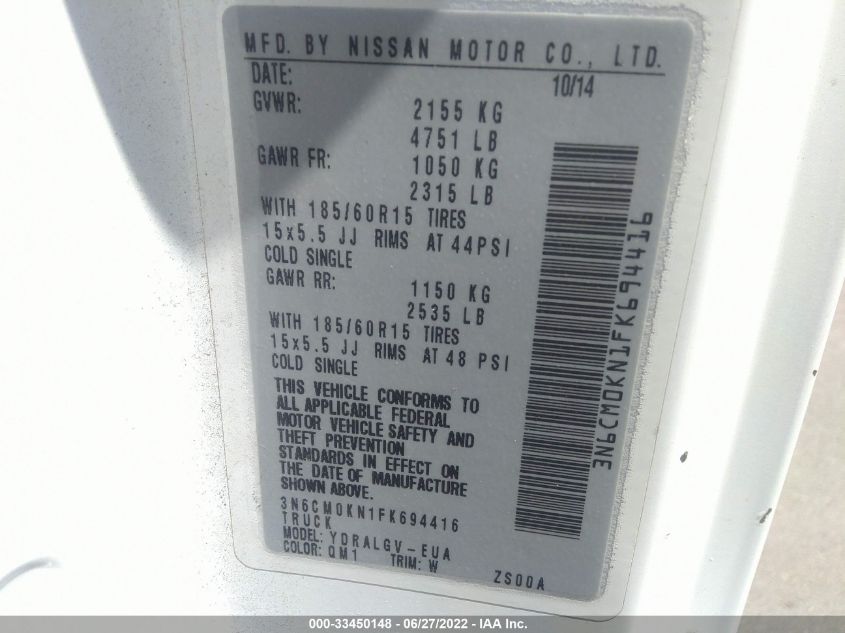 MFD. BY NISSAN MOTOR CO., LTD.
DATE: 10/14
GVWR: 2155 KG
4751 LB
GAWR FR: 1050 KG
2315 LB
WITH 185/60R15 TIRES
15x5.5 JJ RIMS AT 44PSI
COLD SINGLE
GAWR RR: 1150 KG
2535 LB
WITH 185/60R15 TIRES
15x5.5 JJ RIMS AT 48 PSI
COLD SINGLE
THIS VEHICLE CONFORMS TO
ALL APPLICABLE FEDERAL
MOTOR VEHICLE SAFETY AND
THEFT PREVENTION
STANDARDS IN EFFECT ON
THE DATE OF MANUFACTURE
SHOWN ABOVE.
3N6CM0KN1FK694416
TRUCK
MODEL: YDRALGV-EUA
COLOR: QM1 TRIM: W ZS00A
3N6CM0KN1FK694416
000-33450148 - 06/27/2022 - IAA Inc.